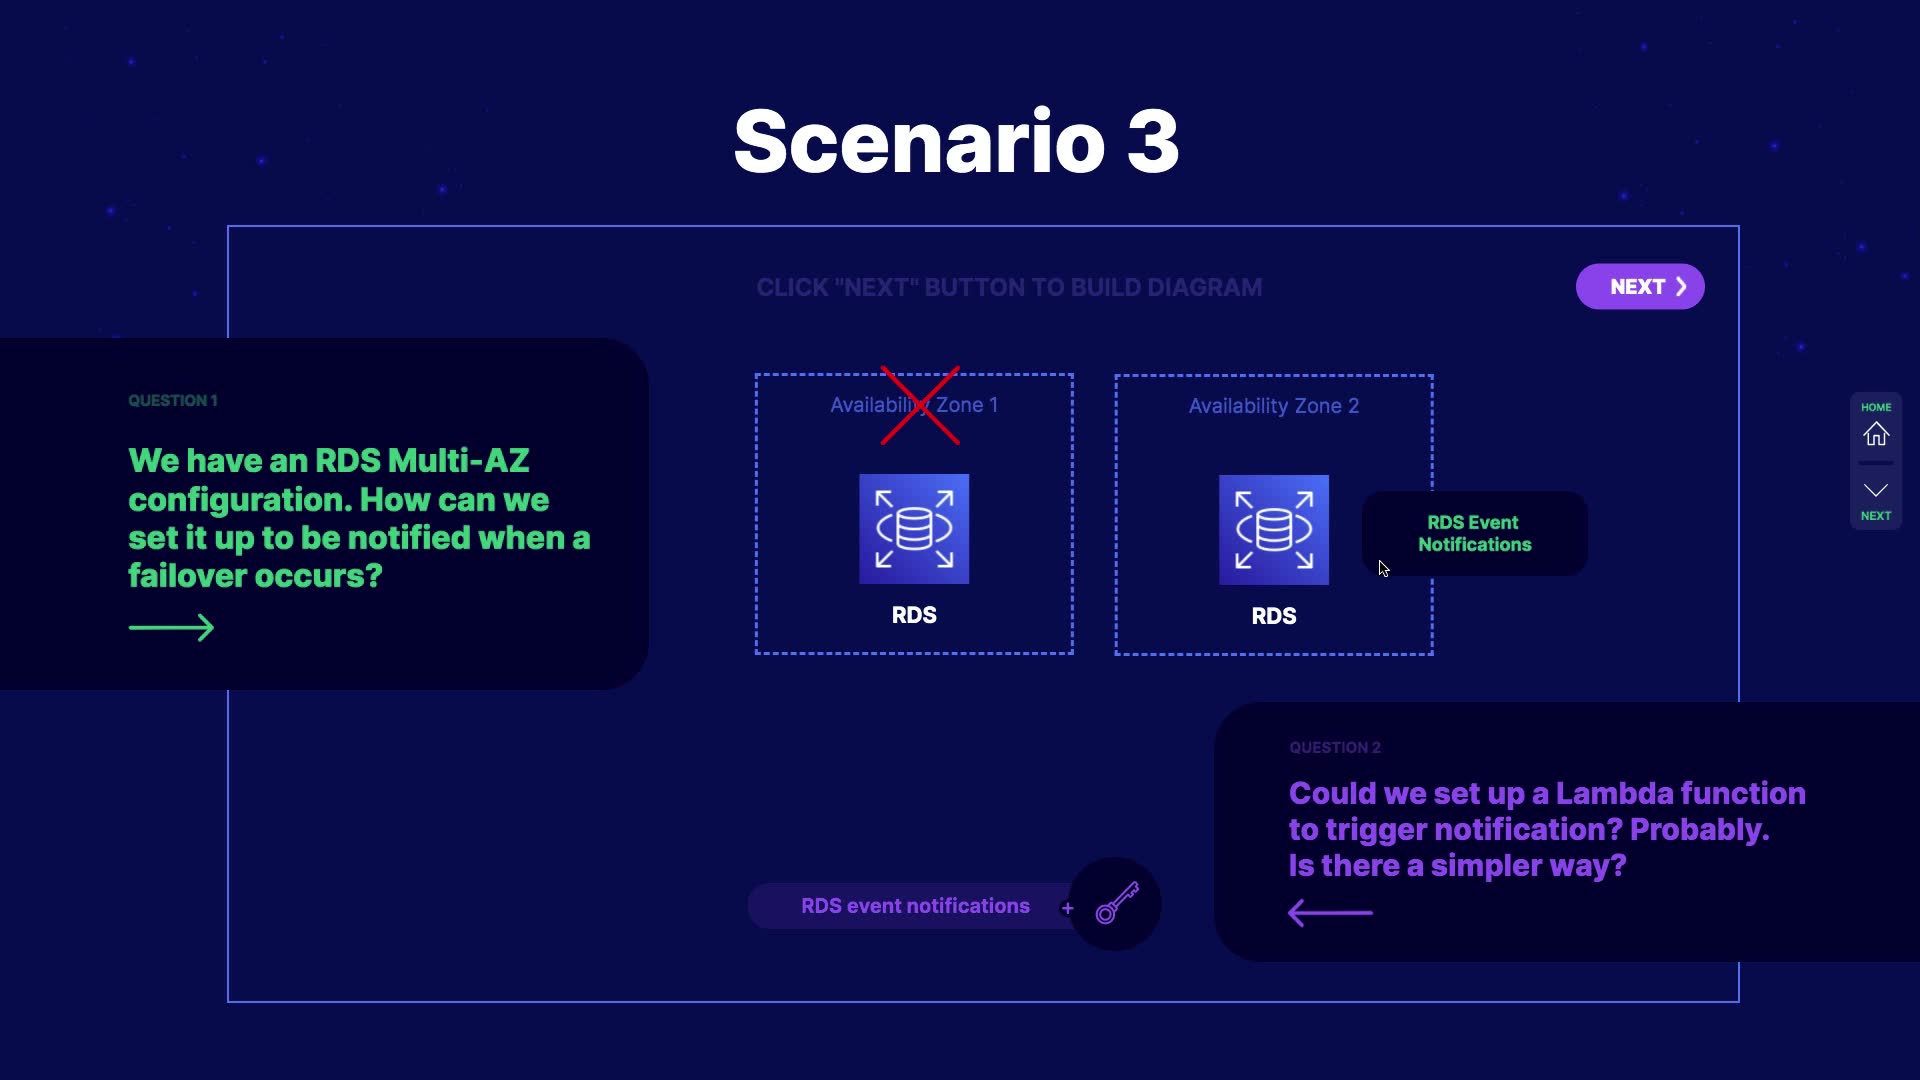 Scenario 3
CLICK "NEXT" BUTTON TO BUILD DIAGRAM
NEXT
QUESTION 1
We have an RDS Multi-AZ
configuration. How can we
set it up to be notified when a
failover occurs?
Availability Zone 1
RDS
Availability Zone 2
RDS
RDS Event
Notifications
HOME
NEXT
QUESTION 2
Could we set up a Lambda function
to trigger notification? Probably.
Is there a simpler way?
RDS event notifications
+